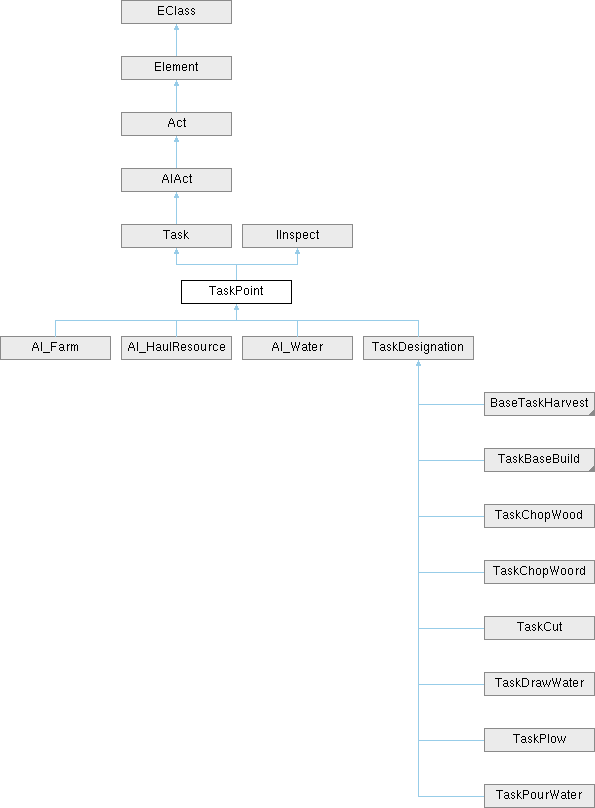 EClass
Element
Act
AIAct
Task
IInspect
TaskPoint
AI_Farm
AI_HaulResource
AI_Water
TaskDesignation
BaseTaskHarvest
TaskBaseBuild
TaskChopWood
TaskChopWoord
TaskCut
TaskDrawWater
TaskPlow
TaskPourWater